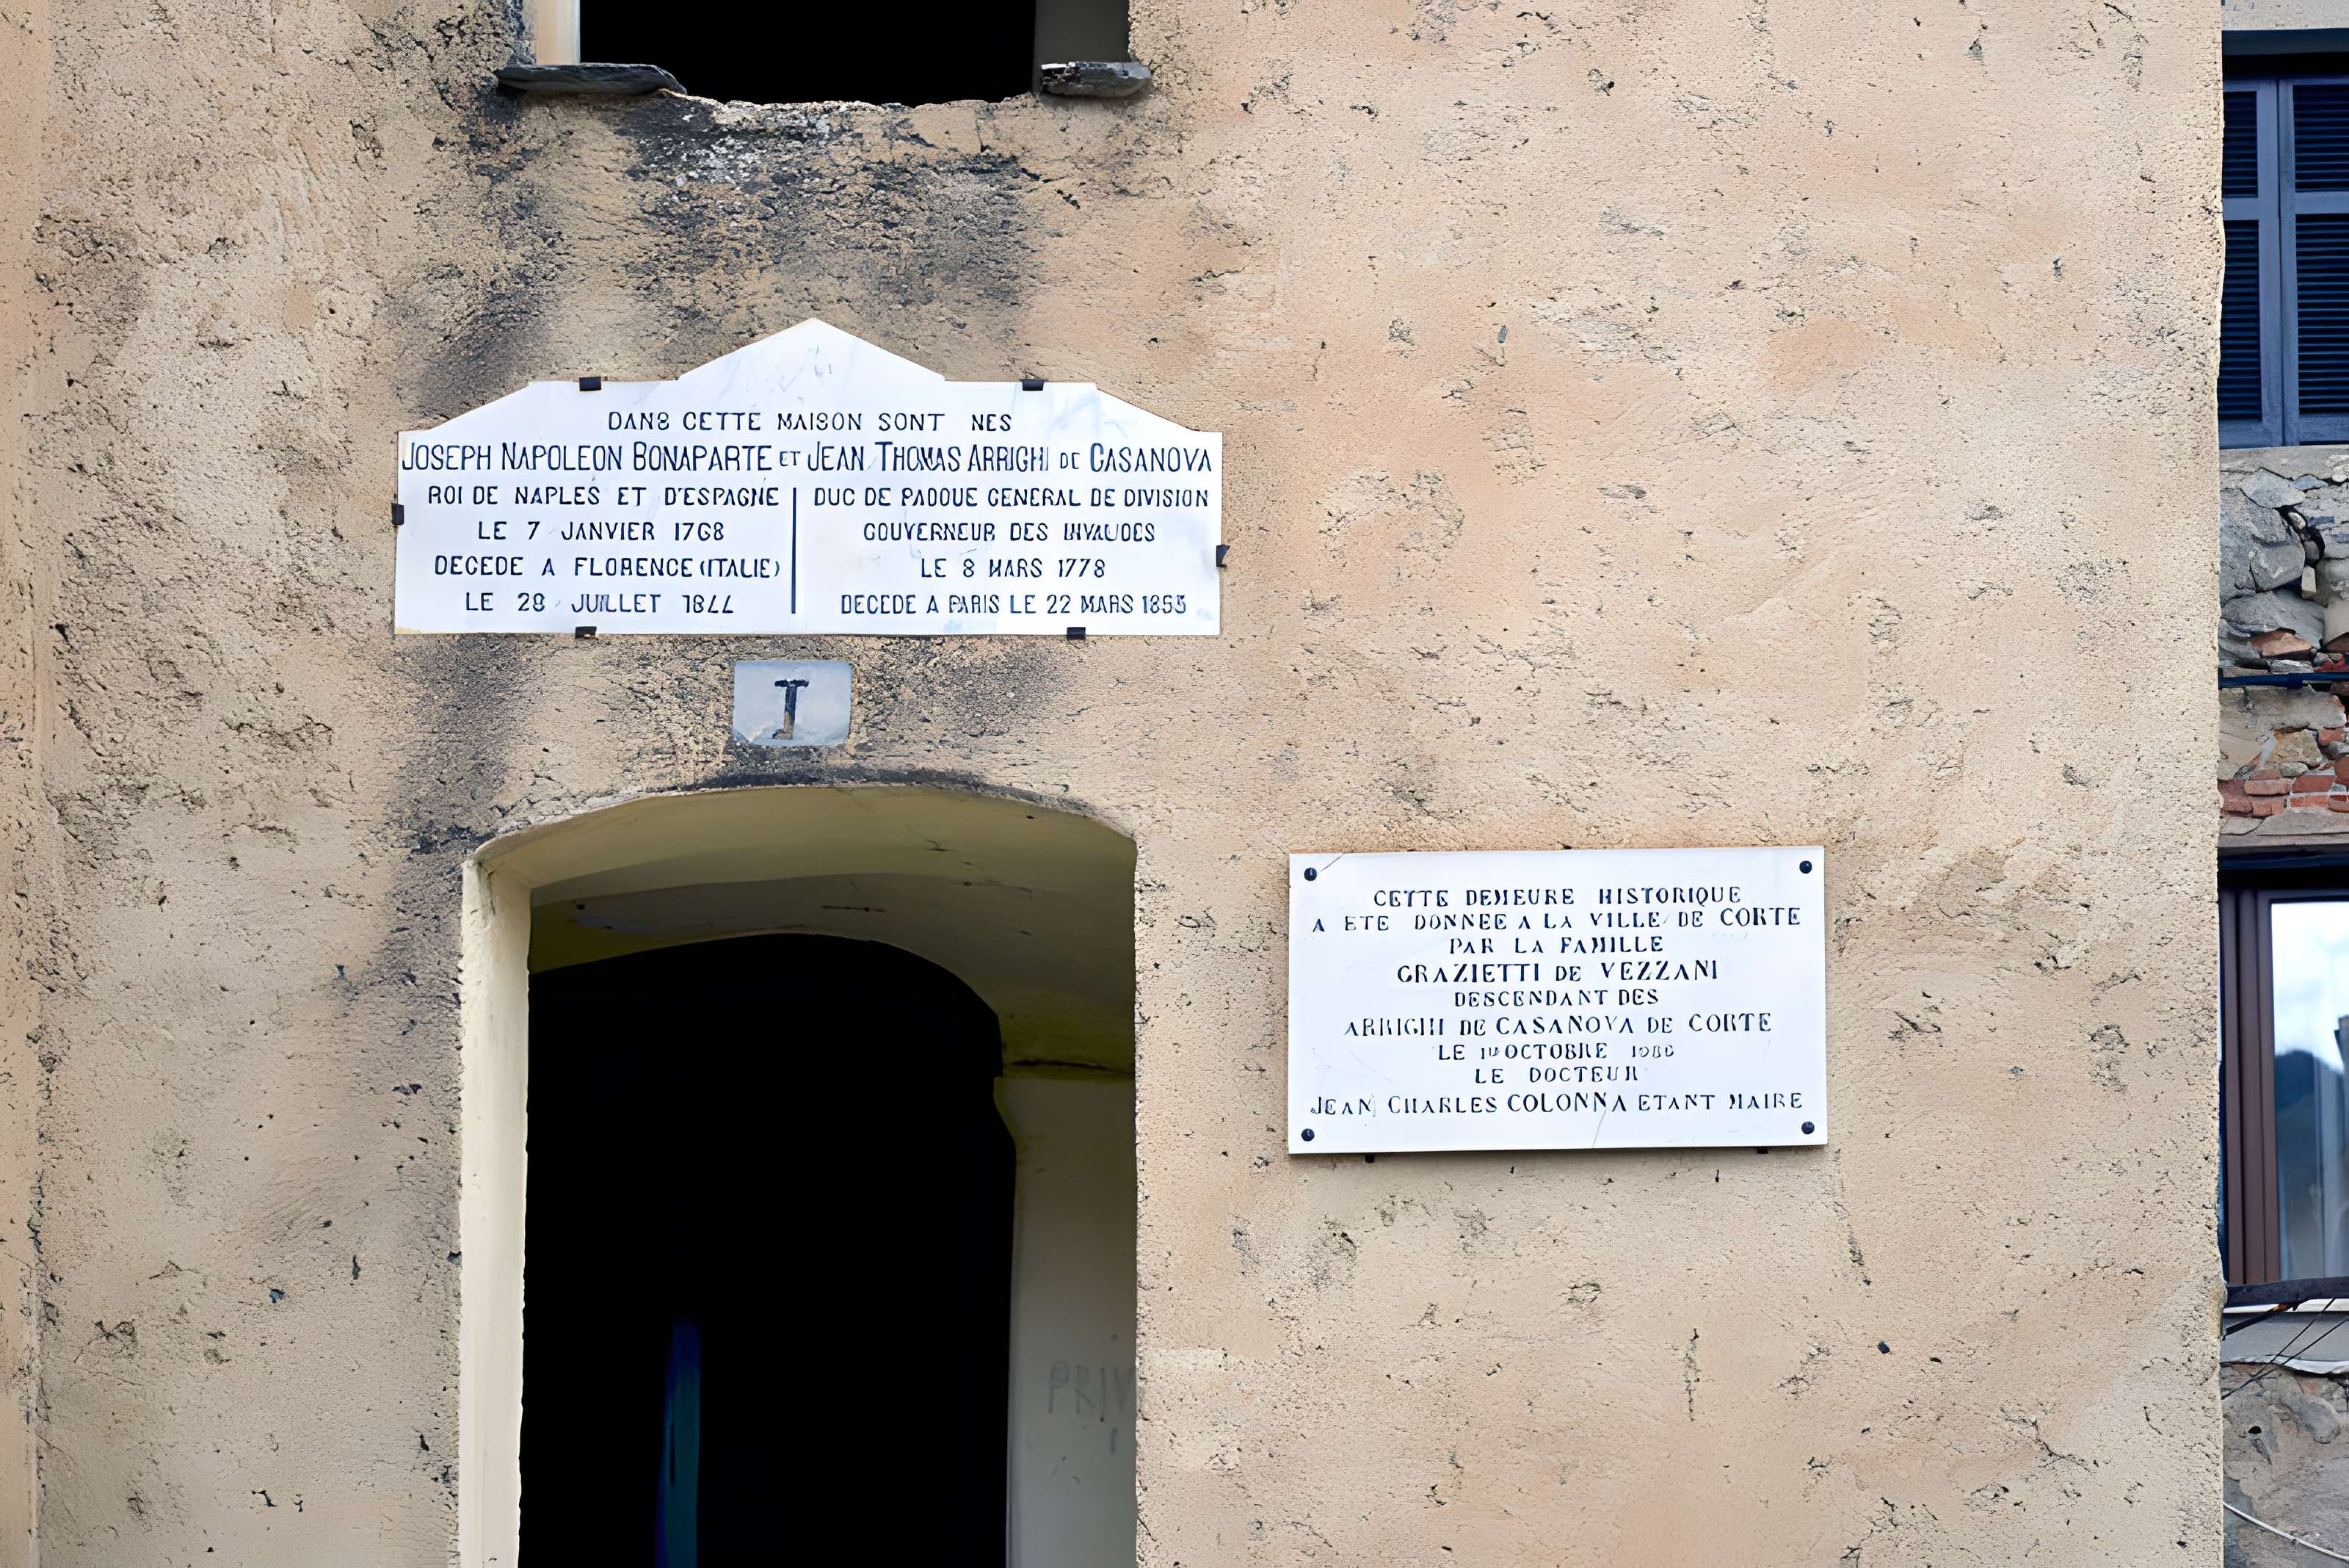 DANS CETTE MAISON SONT NES
JOSEPH NAPOLEON BONAPARTE ET JEAN THOMAS ARRIGHI DE CASANOVA
ROI DE NAPLES ET D'ESPAGNE
LE 7 JANVIER 1768
DECEDE A FLORENCE (ITALIE)
LE 28 JUILLET 1844
DUC DE PADOUE GENERAL DE DIVISION
GOUVERNEUR DES INVALIDES
LE 8 MARS 1778
DECEDE A PARIS LE 22 MARS 1853
1
CETTE DEMEURE HISTORIQUE
A ETE DONNEE A LA VILLE DE CORTE
PAR LA FAMILLE
GRAZIETTI DE VEZZANI
DESCENDANT DES
ARRIGHI DE CASANOVA DE CORTE
LE OCTOBRE
LE DOCTEUR
JEAN CHARLES COLONNA ETANT MAIRE
PRIV